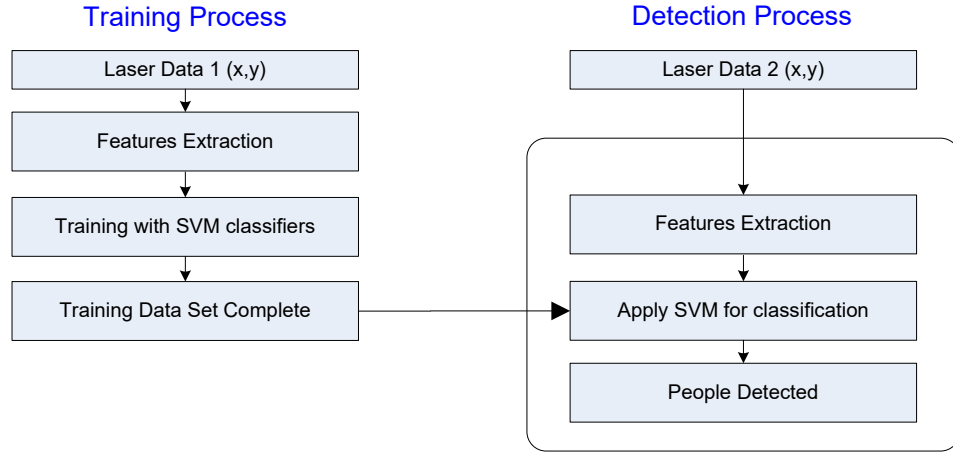 Training Process
Laser Data 1 (x,y)
Features Extraction
Training with SVM classifiers
Training Data Set Complete
Detection Process
Laser Data 2 (x,y)
Features Extraction
Apply SVM for classification
People Detected